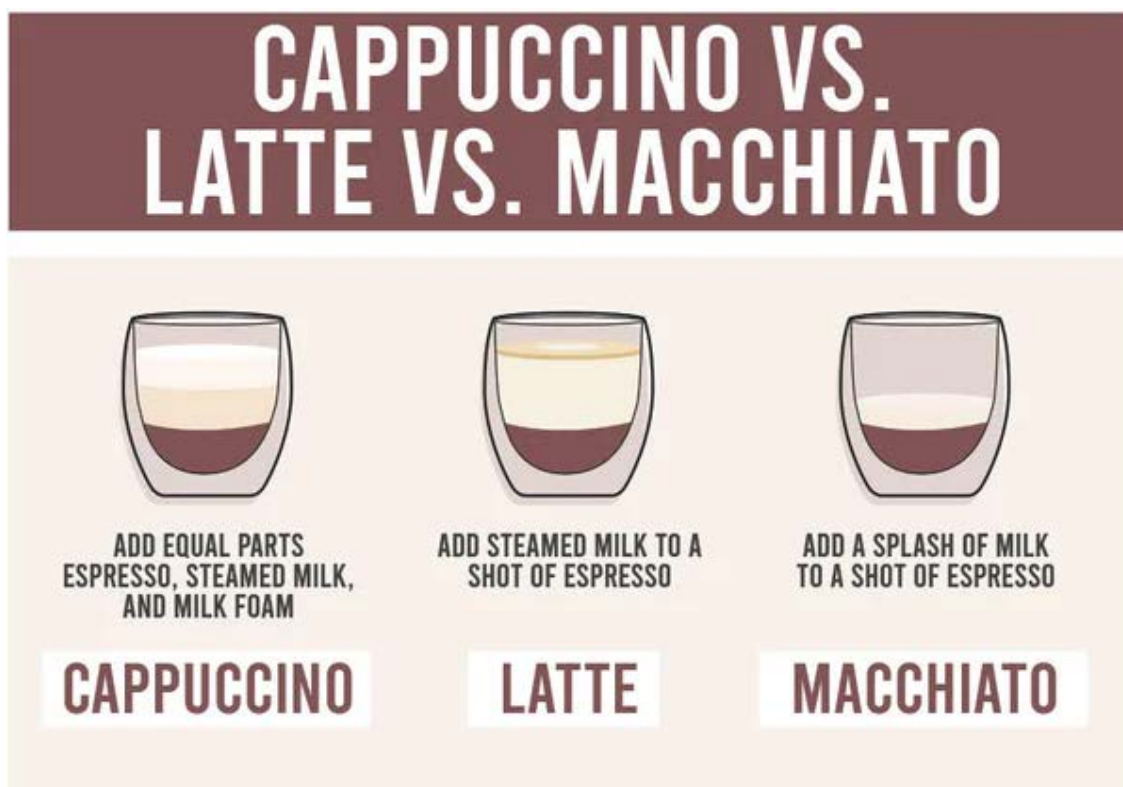 CAPPUCCINO VS.
LATTE VS. MACCHIATO
ADD EQUAL PARTS
ESPRESSO, STEAMED MILK,
AND MILK FOAM
CAPPUCCINO
ADD STEAMED MILK TO A
SHOT OF ESPRESSO
LATTE
ADD A SPLASH OF MILK
TO A SHOT OF ESPRESSO
MACCHIATO